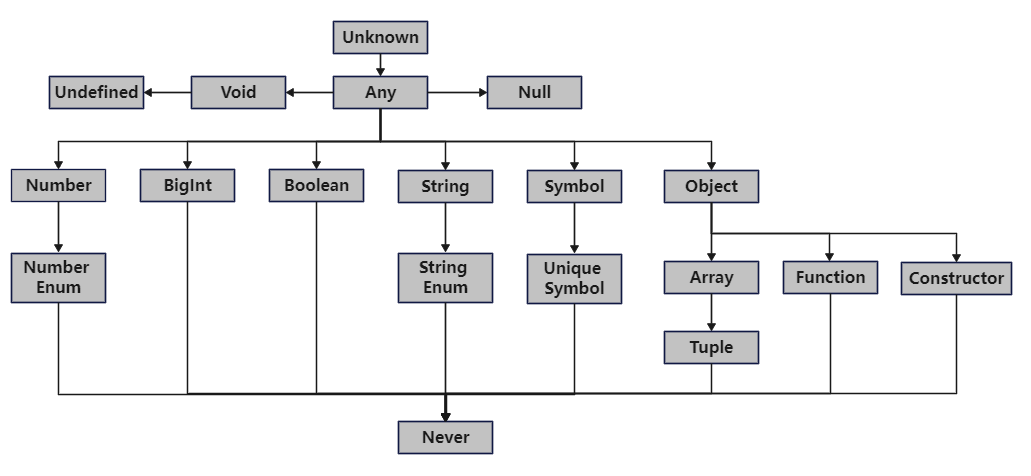 Unknown
Undefined
Void
Any
Null
Number
BigInt
Boolean
String
Symbol
Object
Number
Enum
String
Enum
Unique
Symbol
Array
Function
Constructor
Tuple
Never